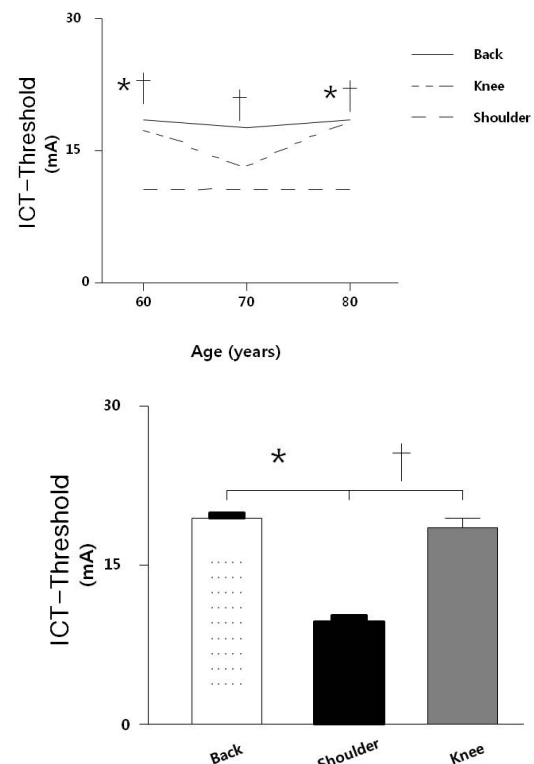 30
Back
Knee
Shoulder
* †
†
* †
15
ICT-Threshold
(mA)
0
60 70 80
Age (years)
30
* †
15
ICT-Threshold
(mA)
0
Back Shoulder Knee